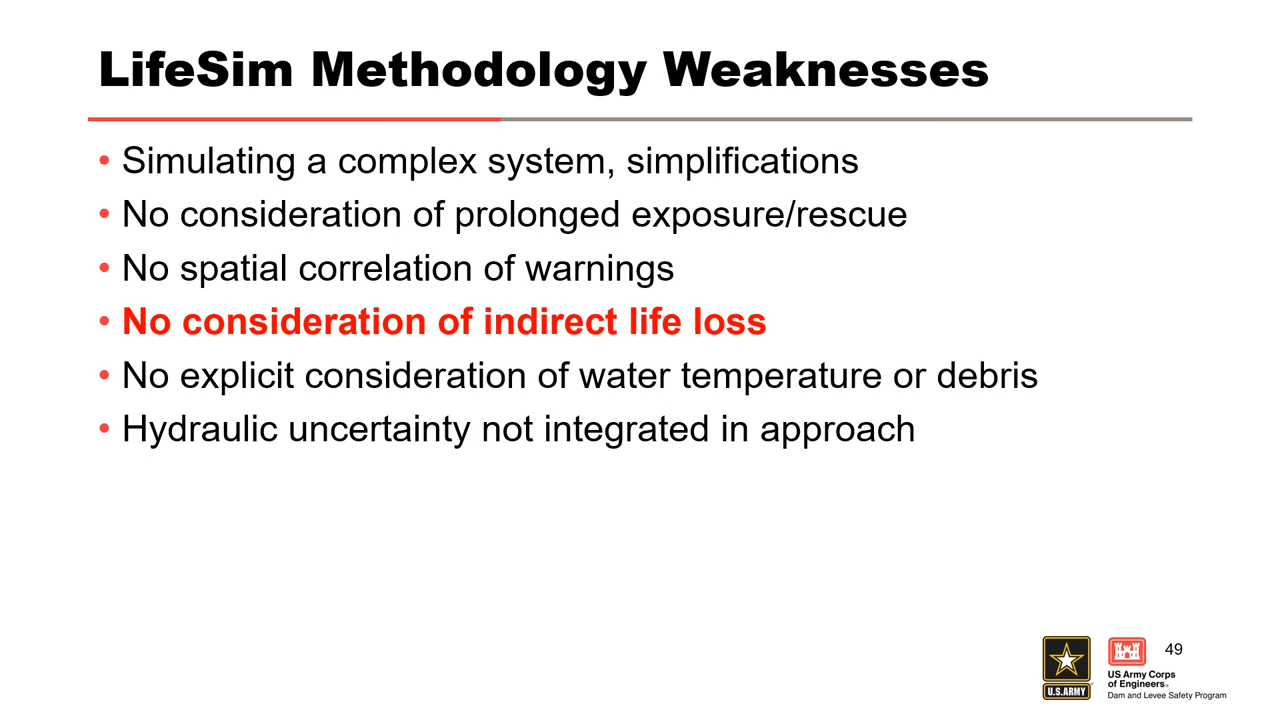 LifeSim Methodology Weaknesses
• Simulating a complex system, simplifications
• No consideration of prolonged exposure/rescue
• No spatial correlation of warnings
• No consideration of indirect life loss
• No explicit consideration of water temperature or debris
• Hydraulic uncertainty not integrated in approach
49
U.S.ARMY
US Army Corps
of Engineers®
Dam and Levee Safety Program